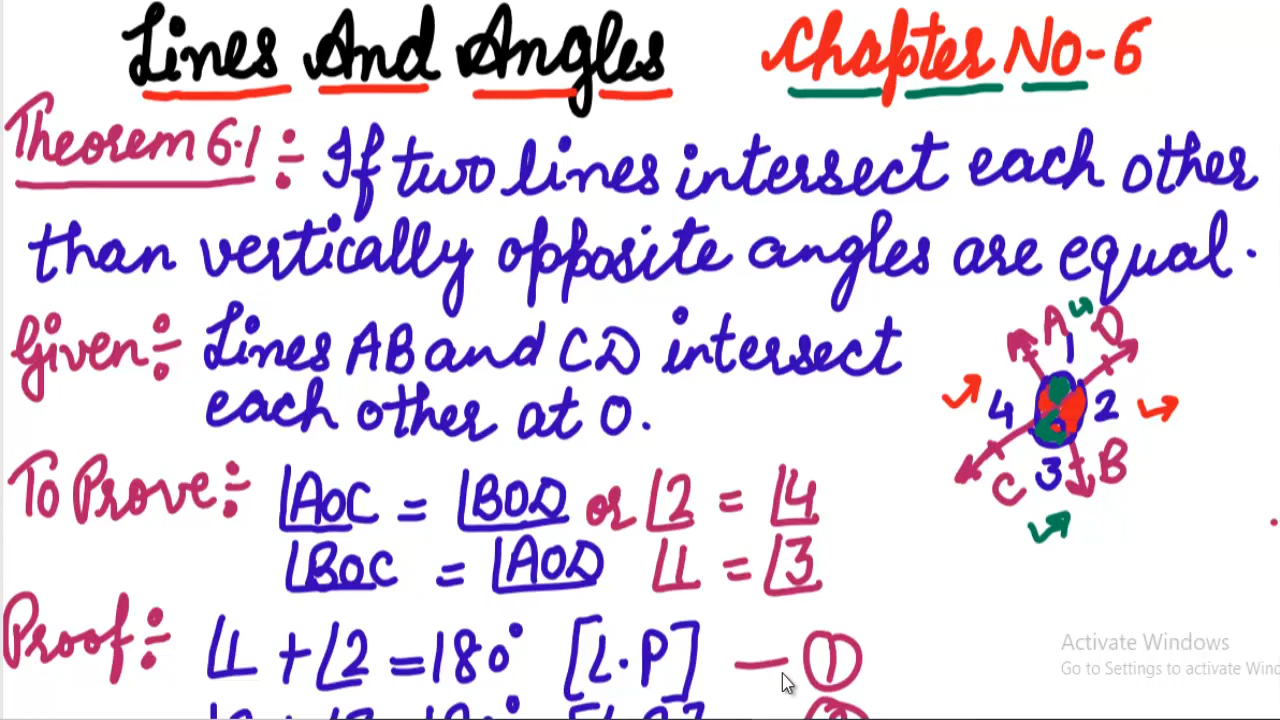 Lines And Angles Chapter No-6
Theorem 6.1 :- If two lines intersect each other
than vertically opposite angles are equal.
Given:- Lines AB and CD intersect
each other at O.
A 1 D
4 2
C 3 B
To Prove:- ∠AOC = ∠BOD or ∠2 = ∠4
∠BOC = ∠AOD ∠1 = ∠3
Proof:- ∠1 + ∠2 = 180° [L.P] — ①
Activate Windows
Go to Settings to activate Wind